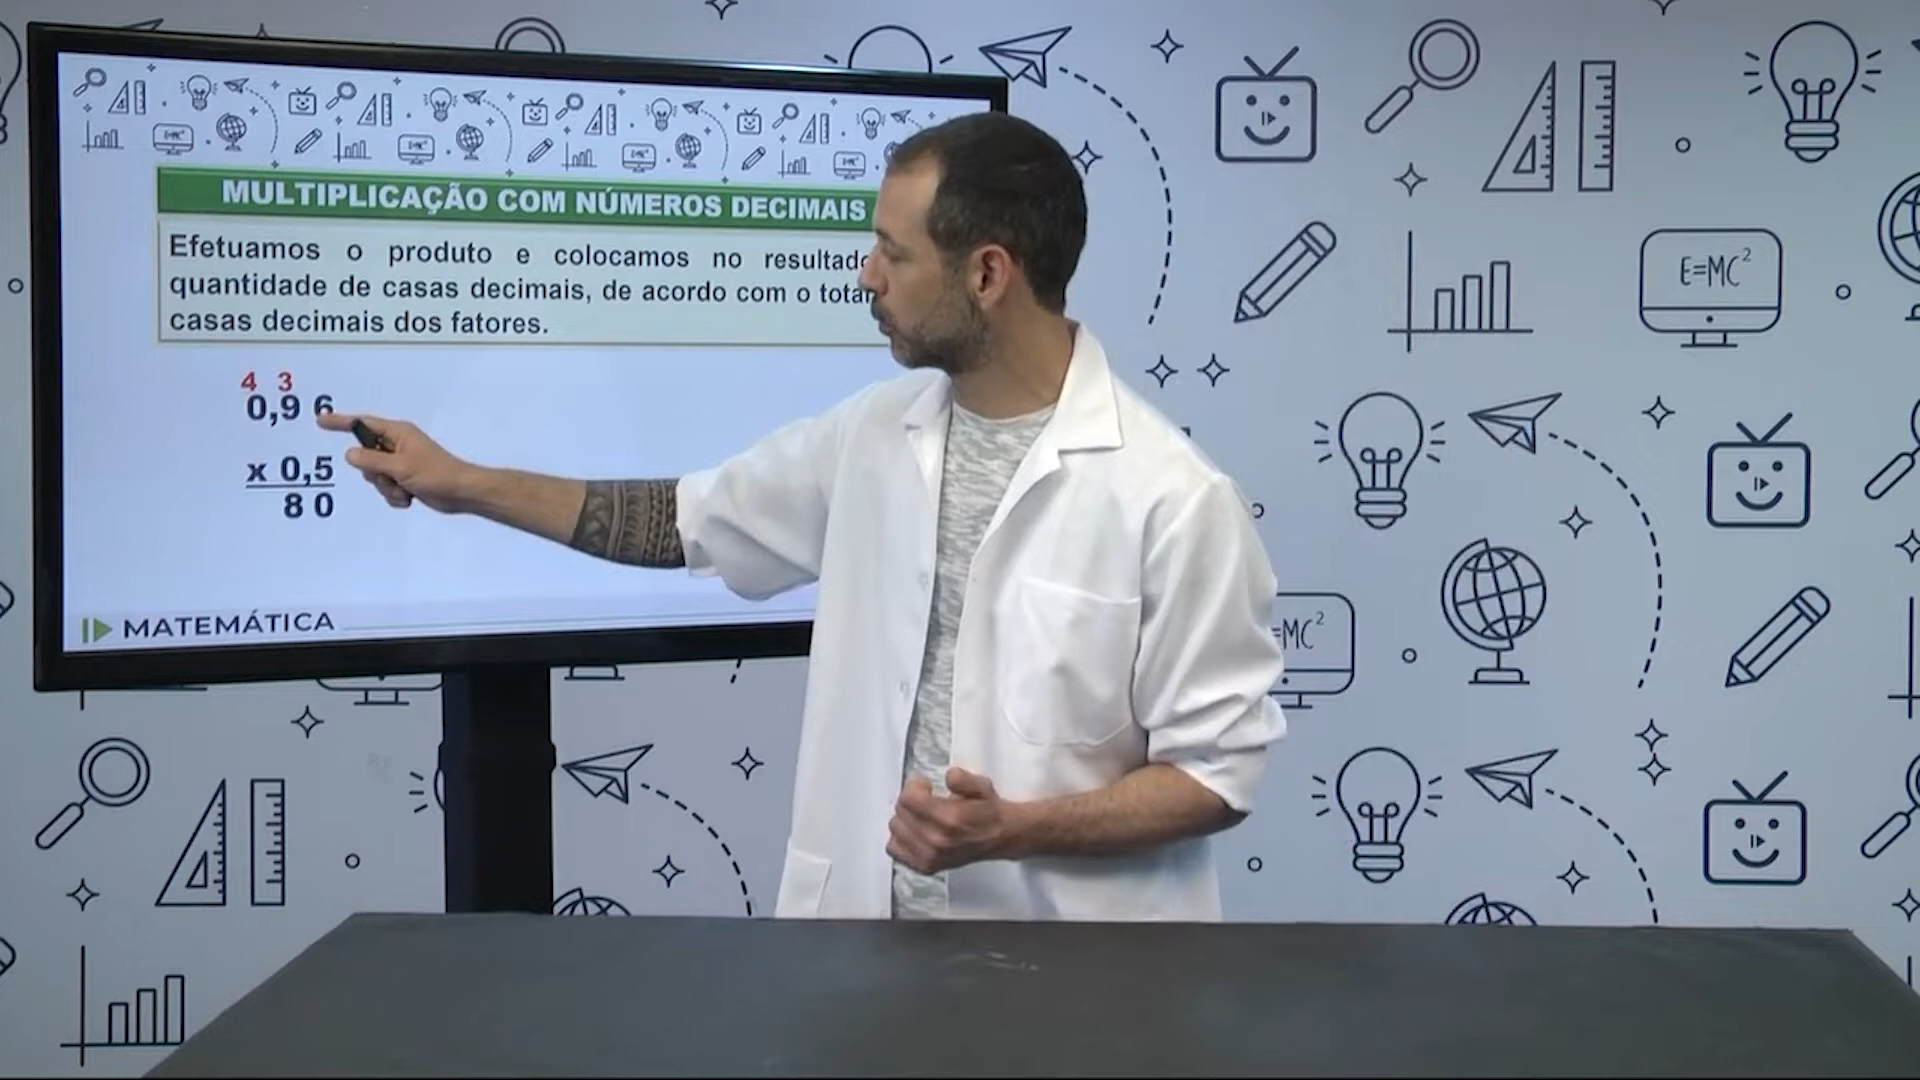 MULTIPLICAÇÃO COM NÚMEROS DECIMAIS
Efetuamos o produto e colocamos no resultado
quantidade de casas decimais, de acordo com o total
casas decimais dos fatores.
4 3
0,9 6
x 0,5
8 0
MATEMÁTICA
E=MC²
=MC²